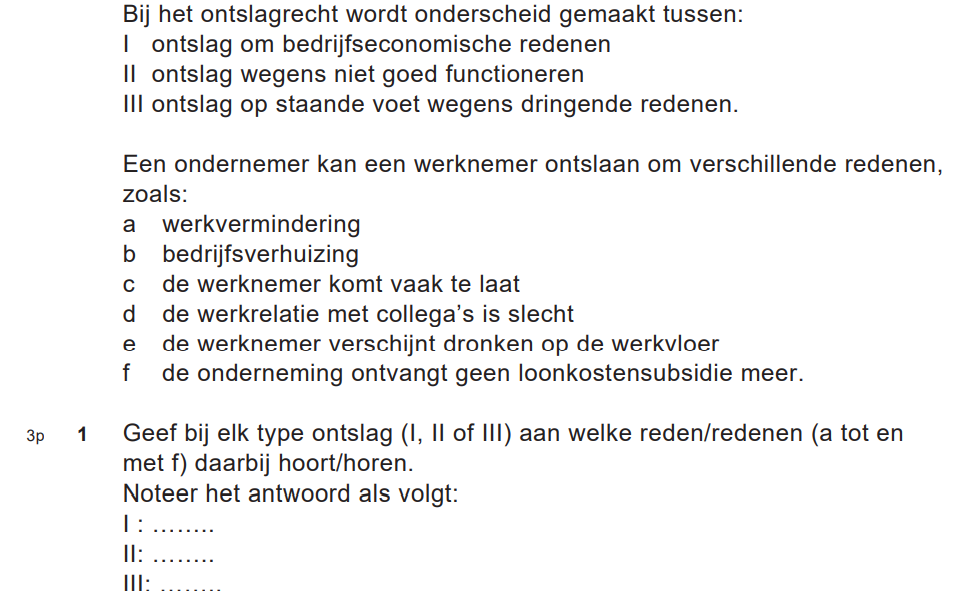 Bij het ontslagrecht wordt onderscheid gemaakt tussen:
I ontslag om bedrijfseconomische redenen
II ontslag wegens niet goed functioneren
III ontslag op staande voet wegens dringende redenen.
Een ondernemer kan een werknemer ontslaan om verschillende redenen,
zoals:
a werkvermindering
b bedrijfsverhuizing
c de werknemer komt vaak te laat
d de werkrelatie met collega’s is slecht
e de werknemer verschijnt dronken op de werkvloer
f de onderneming ontvangt geen loonkostensubsidie meer.
3p 1 Geef bij elk type ontslag (I, II of III) aan welke reden/redenen (a tot en
met f) daarbij hoort/horen.
Noteer het antwoord als volgt:
I : ........
II: ........
III: ........